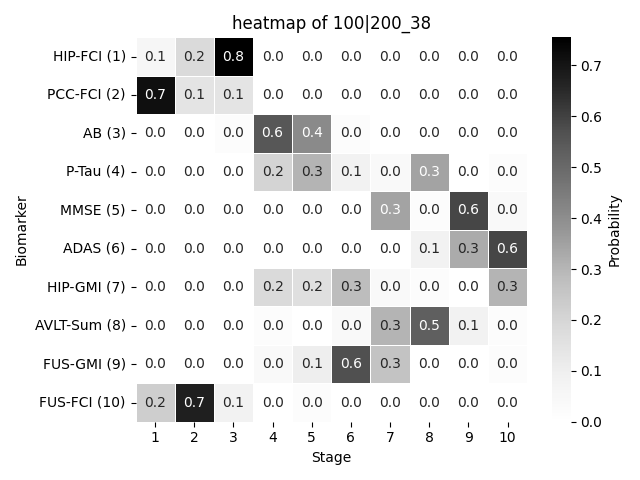 heatmap of 100|200_38
HIP-FCI (1) 0.1 0.2 0.8 0.0 0.0 0.0 0.0 0.0 0.0 0.0
PCC-FCI (2) 0.7 0.1 0.1 0.0 0.0 0.0 0.0 0.0 0.0 0.0
AB (3) 0.0 0.0 0.0 0.6 0.4 0.0 0.0 0.0 0.0 0.0
P-Tau (4) 0.0 0.0 0.0 0.2 0.3 0.1 0.0 0.3 0.0 0.0
MMSE (5) 0.0 0.0 0.0 0.0 0.0 0.0 0.3 0.0 0.6 0.0
ADAS (6) 0.0 0.0 0.0 0.0 0.0 0.0 0.0 0.1 0.3 0.6
HIP-GMI (7) 0.0 0.0 0.0 0.2 0.2 0.3 0.0 0.0 0.0 0.3
AVLT-Sum (8) 0.0 0.0 0.0 0.0 0.0 0.0 0.3 0.5 0.1 0.0
FUS-GMI (9) 0.0 0.0 0.0 0.0 0.1 0.6 0.3 0.0 0.0 0.0
FUS-FCI (10) 0.2 0.7 0.1 0.0 0.0 0.0 0.0 0.0 0.0 0.0
1 2 3 4 5 6 7 8 9 10
Stage
Biomarker
0.7
0.6
0.5
0.4
0.3
0.2
0.1
0.0
Probability